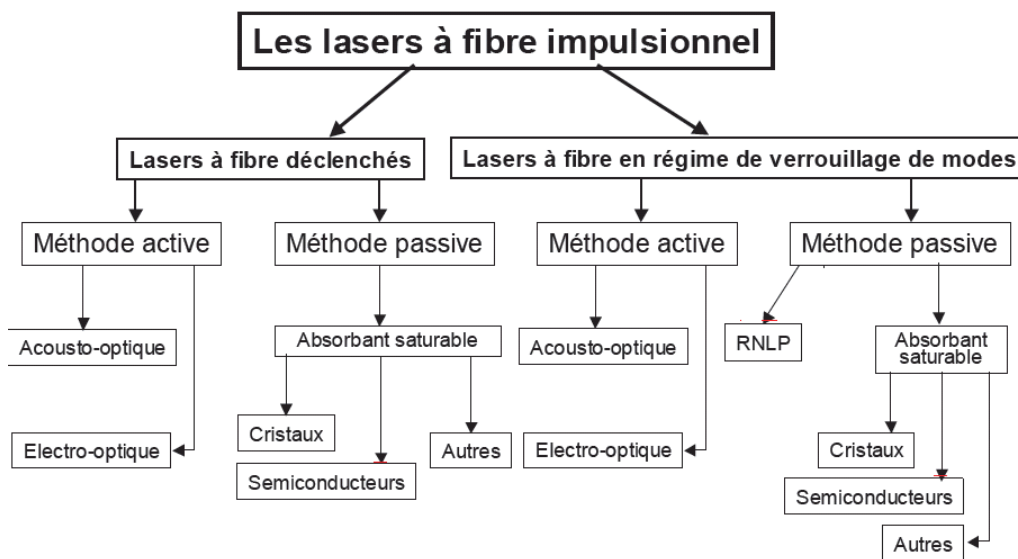 Les lasers à fibre impulsionnel
Lasers à fibre déclenchés
Lasers à fibre en régime de verrouillage de modes
Méthode active
Méthode passive
Méthode active
Méthode passive
Acousto-optique
Absorbant saturable
Acousto-optique
RNLP
Absorbant
saturable
Electro-optique
Cristaux
Autres
Electro-optique
Cristaux
Semiconducteurs
Semiconducteurs
Autres